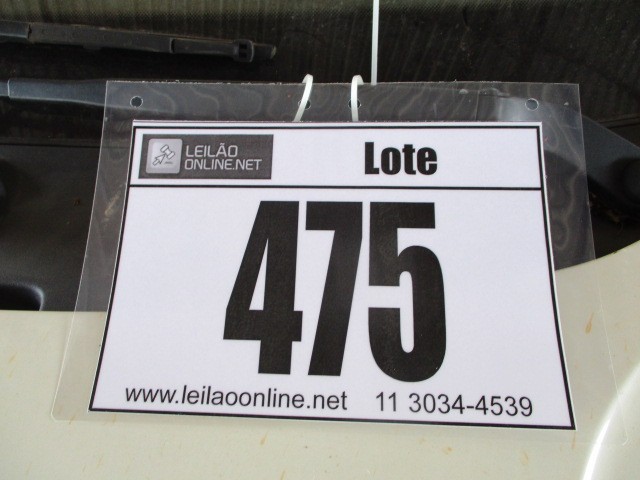 LEILÃO
ONLINE.NET
Lote
475
www.leilaoonline.net 11 3034-4539